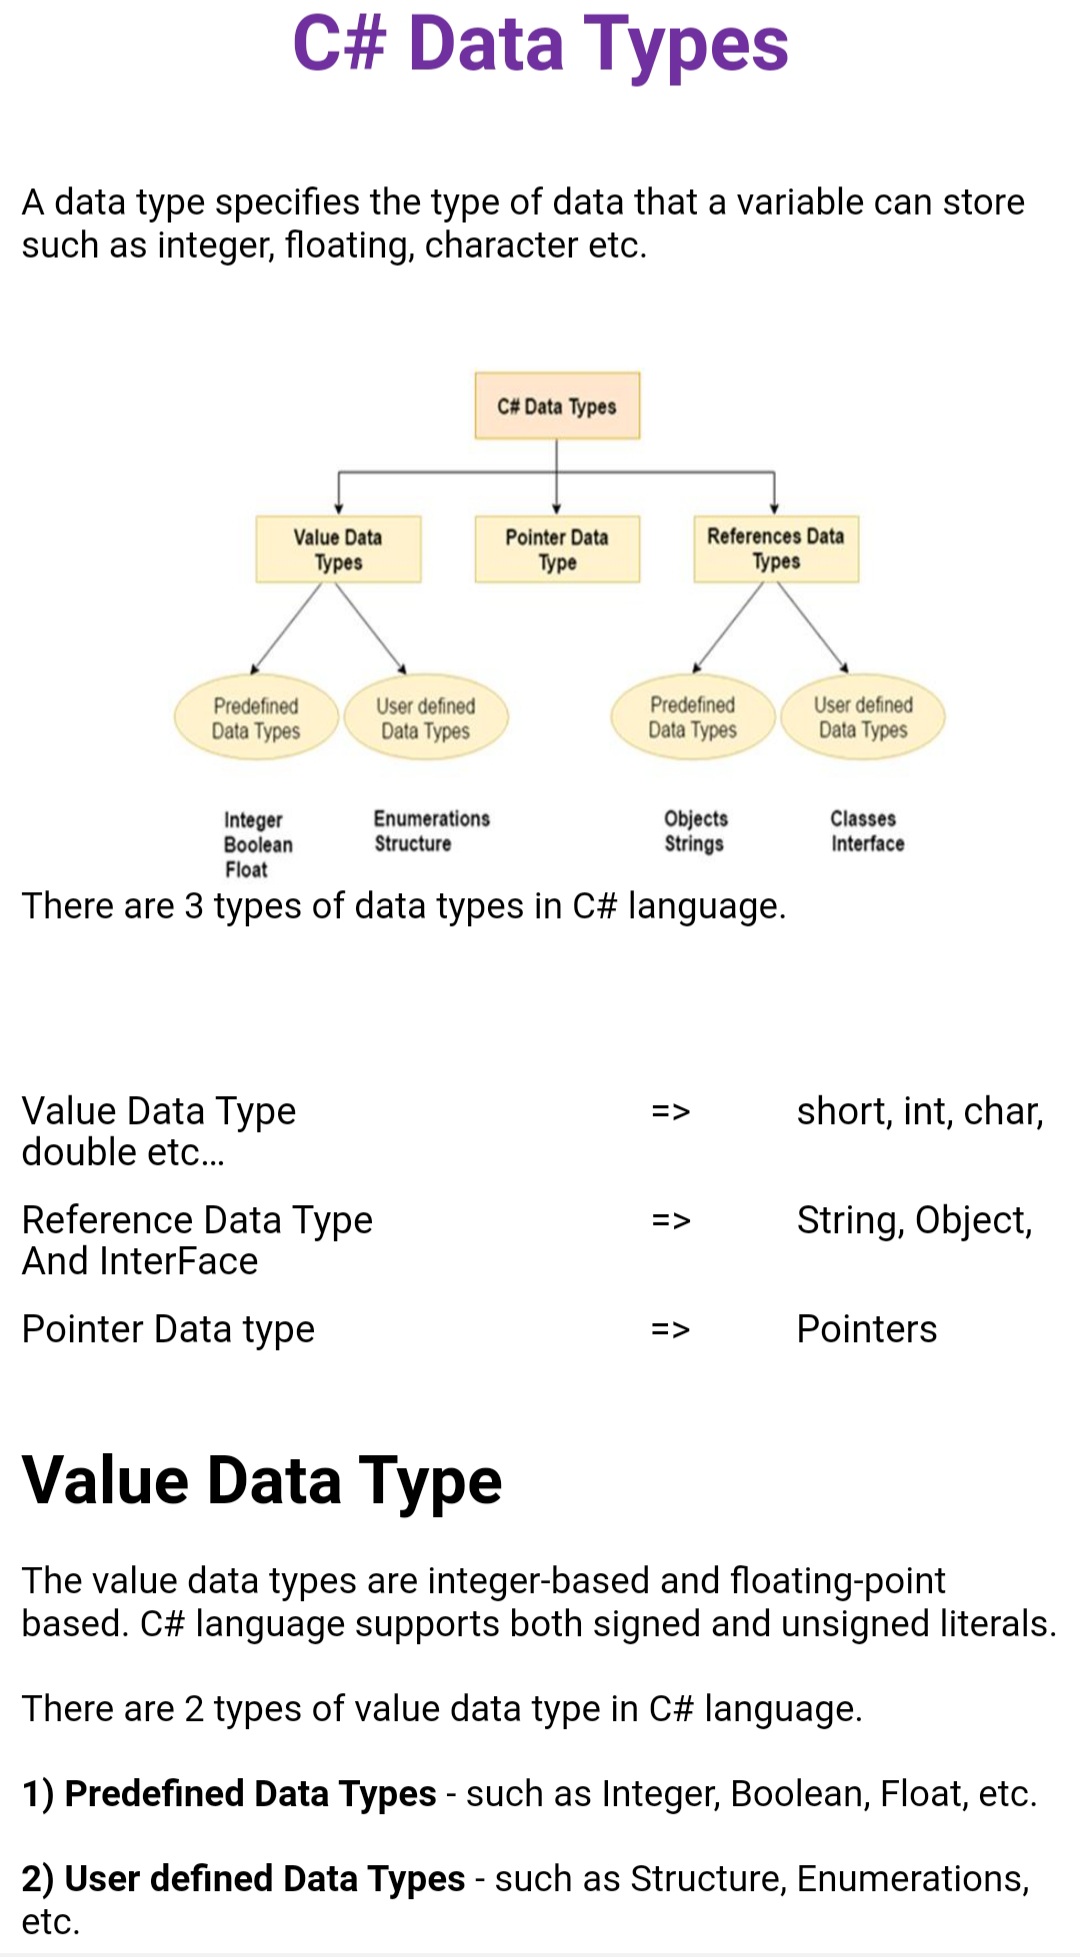 C# Data Types
A data type specifies the type of data that a variable can store
such as integer, floating, character etc.
C# Data Types
Value Data
Types
Pointer Data
Type
References Data
Types
Predefined
Data Types
User defined
Data Types
Predefined
Data Types
User defined
Data Types
Integer
Boolean
Float
Enumerations
Structure
Objects
Strings
Classes
Interface
There are 3 types of data types in C# language.
Value Data Type => short, int, char,
double etc...
Reference Data Type => String, Object,
And InterFace
Pointer Data type => Pointers
Value Data Type
The value data types are integer-based and floating-point
based. C# language supports both signed and unsigned literals.
There are 2 types of value data type in C# language.
1) Predefined Data Types - such as Integer, Boolean, Float, etc.
2) User defined Data Types - such as Structure, Enumerations,
etc.